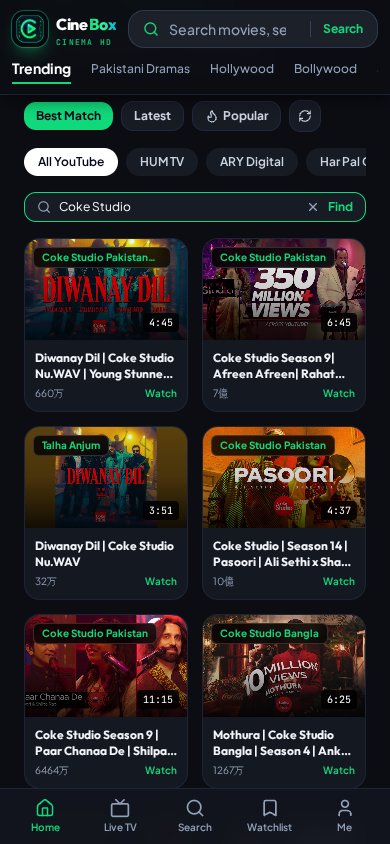 CineBox
CINEMA HD
Search movies, se
Search
Trending
Pakistani Dramas
Hollywood
Bollywood
Best Match
Latest
Popular
All YouTube
HUM TV
ARY Digital
Har Pal G
Coke Studio
Find
Coke Studio Pakistan...
DIWANAY DIL
4:45
Diwanay Dil | Coke Studio
Nu.WAV | Young Stunne...
660万
Watch
Coke Studio Pakistan
350
MILLION+
VIEWS
ACROSS YOUTUBE!
6:45
Coke Studio Season 9|
Afreen Afreen| Rahat...
7億
Watch
Talha Anjum
DIWANAY DIL
3:51
Diwanay Dil | Coke Studio
Nu.WAV
32万
Watch
Coke Studio Pakistan
PASOORI
4:37
Coke Studio | Season 14 |
Pasoori | Ali Sethi x Sha...
10億
Watch
Coke Studio Pakistan
aar Chanaa De
11:15
Coke Studio Season 9 |
Paar Chanaa De | Shilpa...
6464万
Watch
Coke Studio Bangla
10 MILLION
VIEWS
MOTHURA
6:25
Mothura | Coke Studio
Bangla | Season 4 | Ank...
1267万
Watch
Home
Live TV
Search
Watchlist
Me